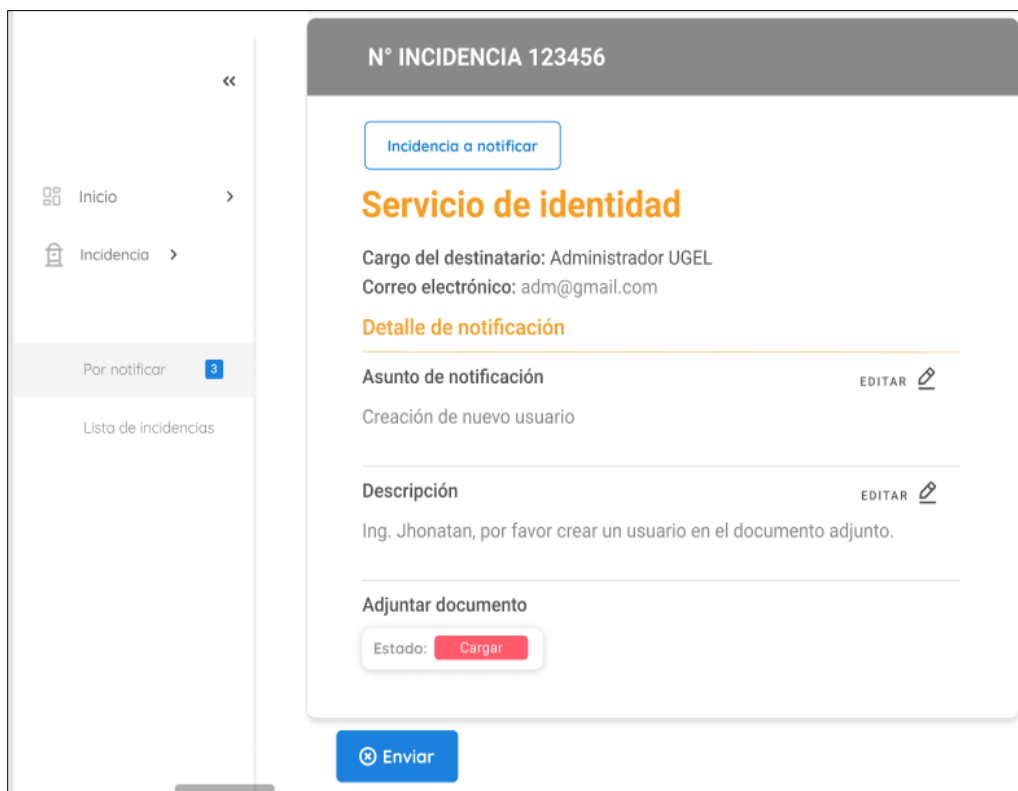 N° INCIDENCIA 123456
Inicio
Incidencia
Por notificar 3
Lista de incidencias
Incidencia a notificar
Servicio de identidad
Cargo del destinatario: Administrador UGEL
Correo electrónico: adm@gmail.com
Detalle de notificación
Asunto de notificación EDITAR
Creación de nuevo usuario
Descripción EDITAR
Ing. Jhonatan, por favor crear un usuario en el documento adjunto.
Adjuntar documento
Estado: Cargar
Enviar